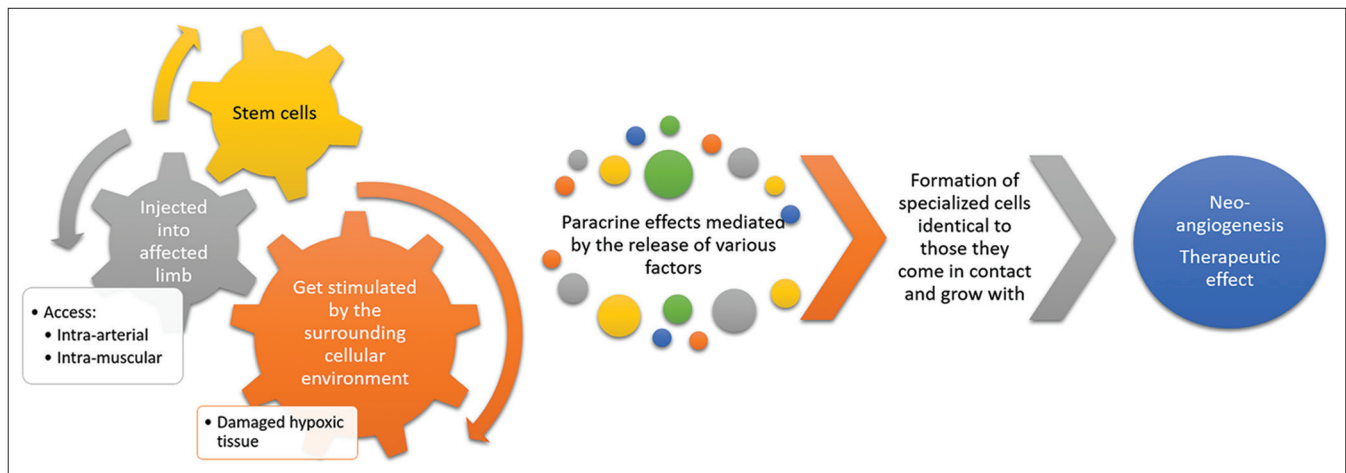 Stem cells
Injected
into
affected
limb
• Access:
• Intra-arterial
• Intra-muscular
Get stimulated
by the
surrounding
cellular
environment
• Damaged hypoxic
tissue
Paracrine effects mediated
by the release of various
factors
Formation of
specialized cells
identical to
those they
come in contact
and grow with
Neo-
angiogenesis
Therapeutic
effect